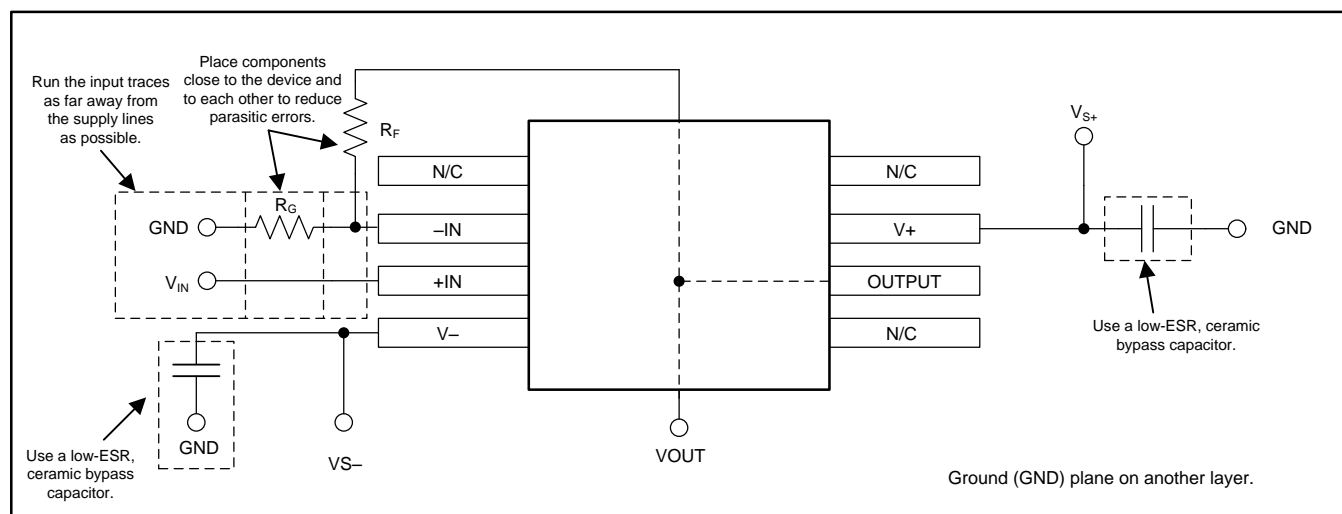 Run the input traces
as far away from
the supply lines
as possible.
Place components
close to the device and
to each other to reduce
parasitic errors.
RF
RG
GND
VIN
N/C
–IN
+IN
V–
N/C
V+
OUTPUT
N/C
VS+
GND
Use a low-ESR, ceramic
bypass capacitor.
GND
Use a low-ESR,
ceramic bypass
capacitor.
VS–
VOUT
Ground (GND) plane on another layer.